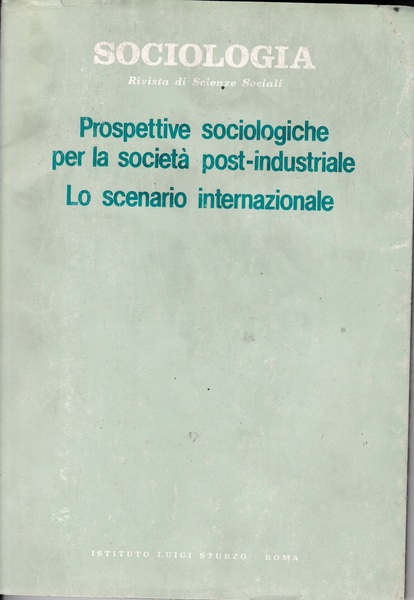 SOCIOLOGIA
Rivista di Scienze Sociali
Prospettive sociologiche
per la società post-industriale
Lo scenario internazionale
ISTITUTO LUIGI STURZO - ROMA